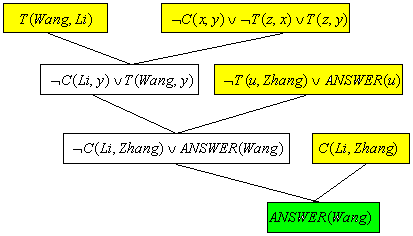 T(Wang, Li) ¬C(x, y) ∨ ¬T(z, x) ∨ T(z, y)
¬C(Li, y) ∨ T(Wang, y) ¬T(u, Zhang) ∨ ANSWER(u)
¬C(Li, Zhang) ∨ ANSWER(Wang) C(Li, Zhang)
ANSWER(Wang)